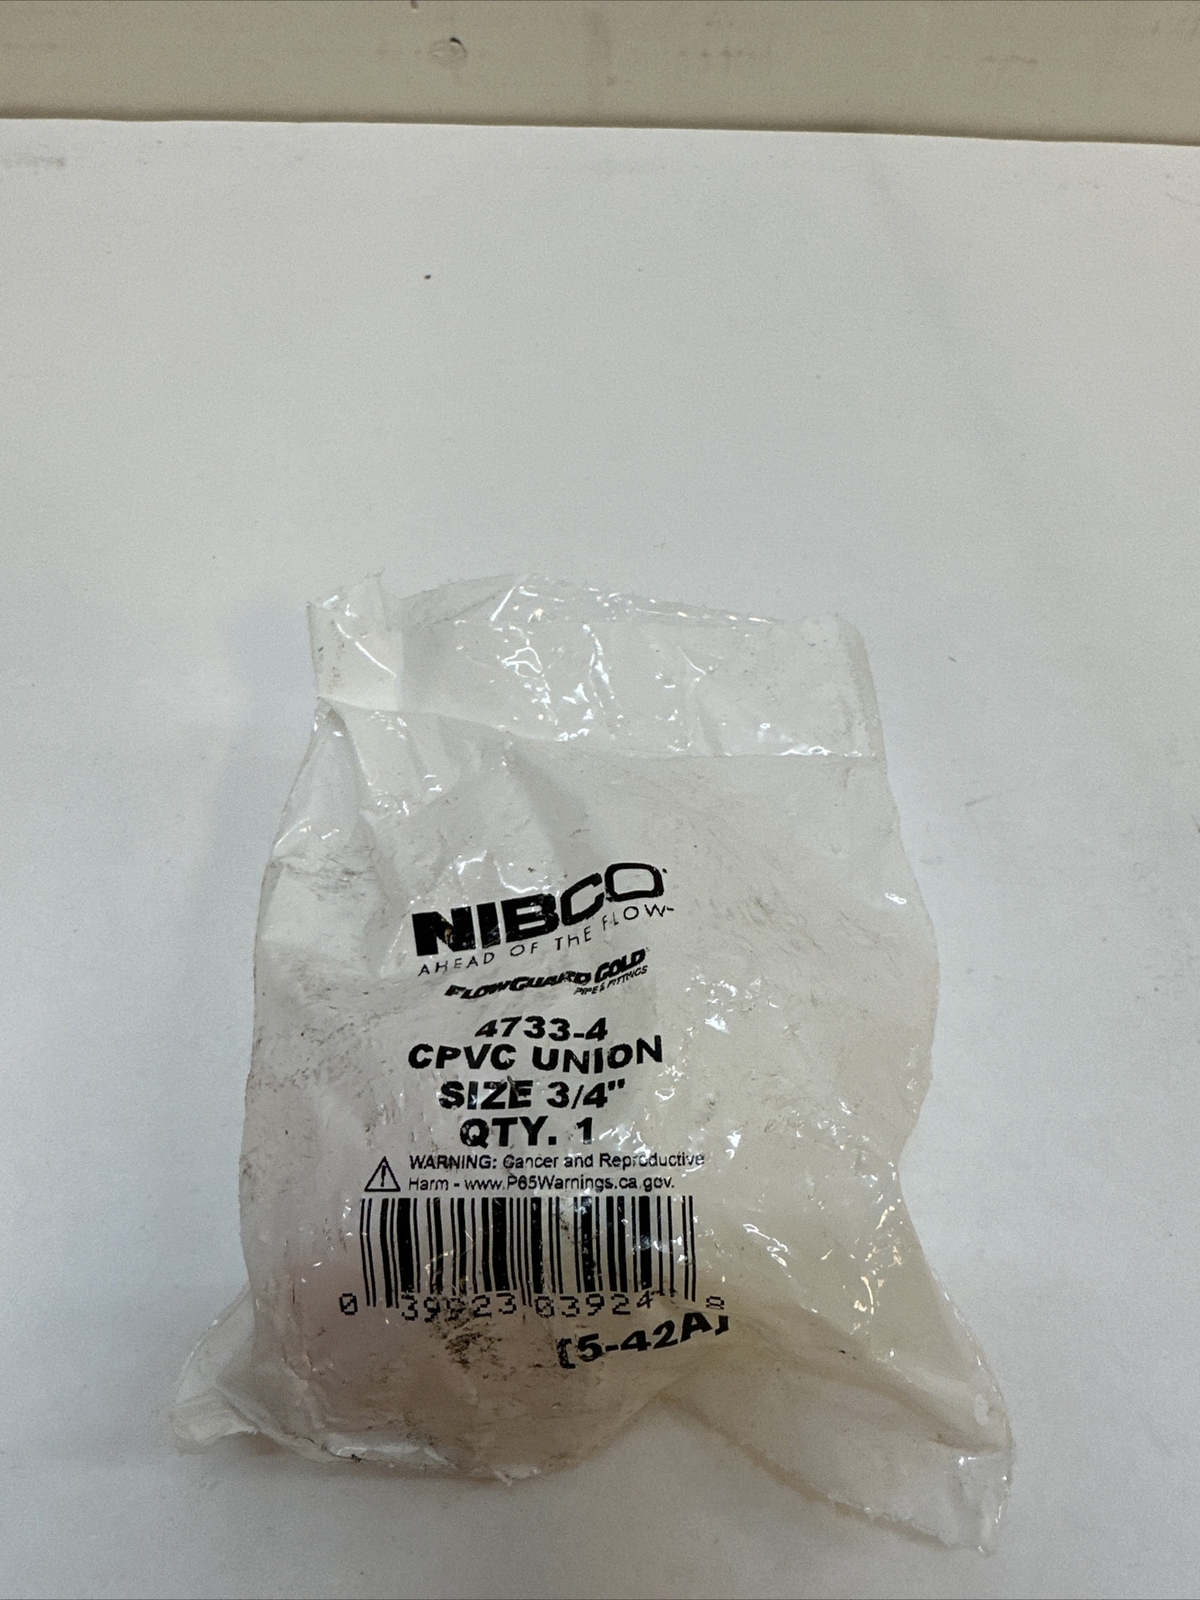 NIBCO
AHEAD OF THE FLOW™
FLOWGUARD GOLD®
PIPE & FITTINGS
4733-4
CPVC UNION
SIZE 3/4"
QTY. 1
WARNING: Cancer and Reproductive
Harm - www.P65Warnings.ca.gov.
0 39923 03924 8
[5-42A]